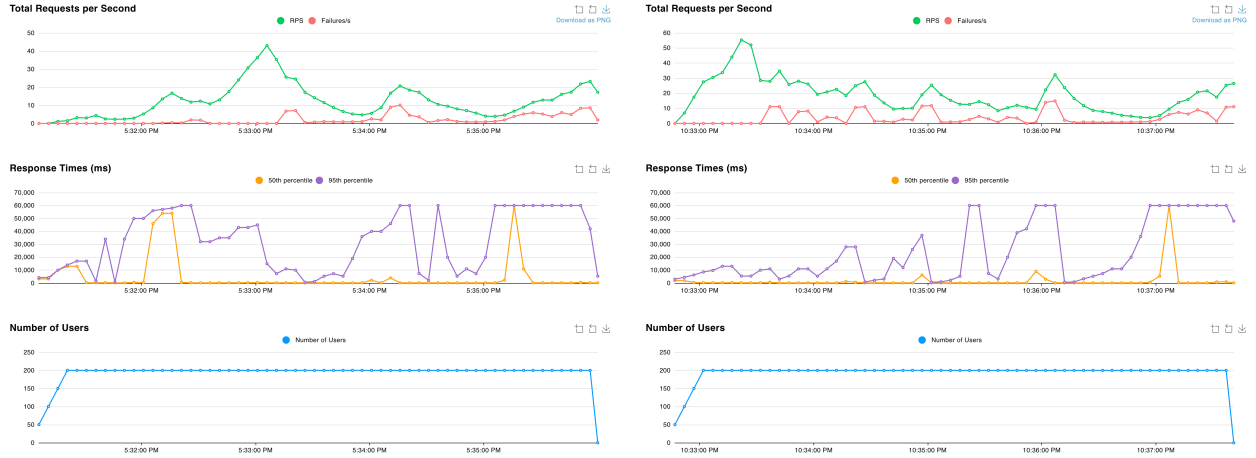 Total Requests per Second
Download as PNG
RPS Failures/s
50
40
30
20
10
0
5:32:00 PM 5:33:00 PM 5:34:00 PM 5:35:00 PM
Response Times (ms)
50th percentile 95th percentile
70,000
60,000
50,000
40,000
30,000
20,000
10,000
0
5:32:00 PM 5:33:00 PM 5:34:00 PM 5:35:00 PM
Number of Users
Number of Users
250
200
150
100
50
0
5:32:00 PM 5:33:00 PM 5:34:00 PM 5:35:00 PM
Total Requests per Second
Download as PNG
RPS Failures/s
60
50
40
30
20
10
0
10:33:00 PM 10:34:00 PM 10:35:00 PM 10:36:00 PM 10:37:00 PM
Response Times (ms)
50th percentile 95th percentile
70,000
60,000
50,000
40,000
30,000
20,000
10,000
0
10:33:00 PM 10:34:00 PM 10:35:00 PM 10:36:00 PM 10:37:00 PM
Number of Users
Number of Users
250
200
150
100
50
0
10:33:00 PM 10:34:00 PM 10:35:00 PM 10:36:00 PM 10:37:00 PM